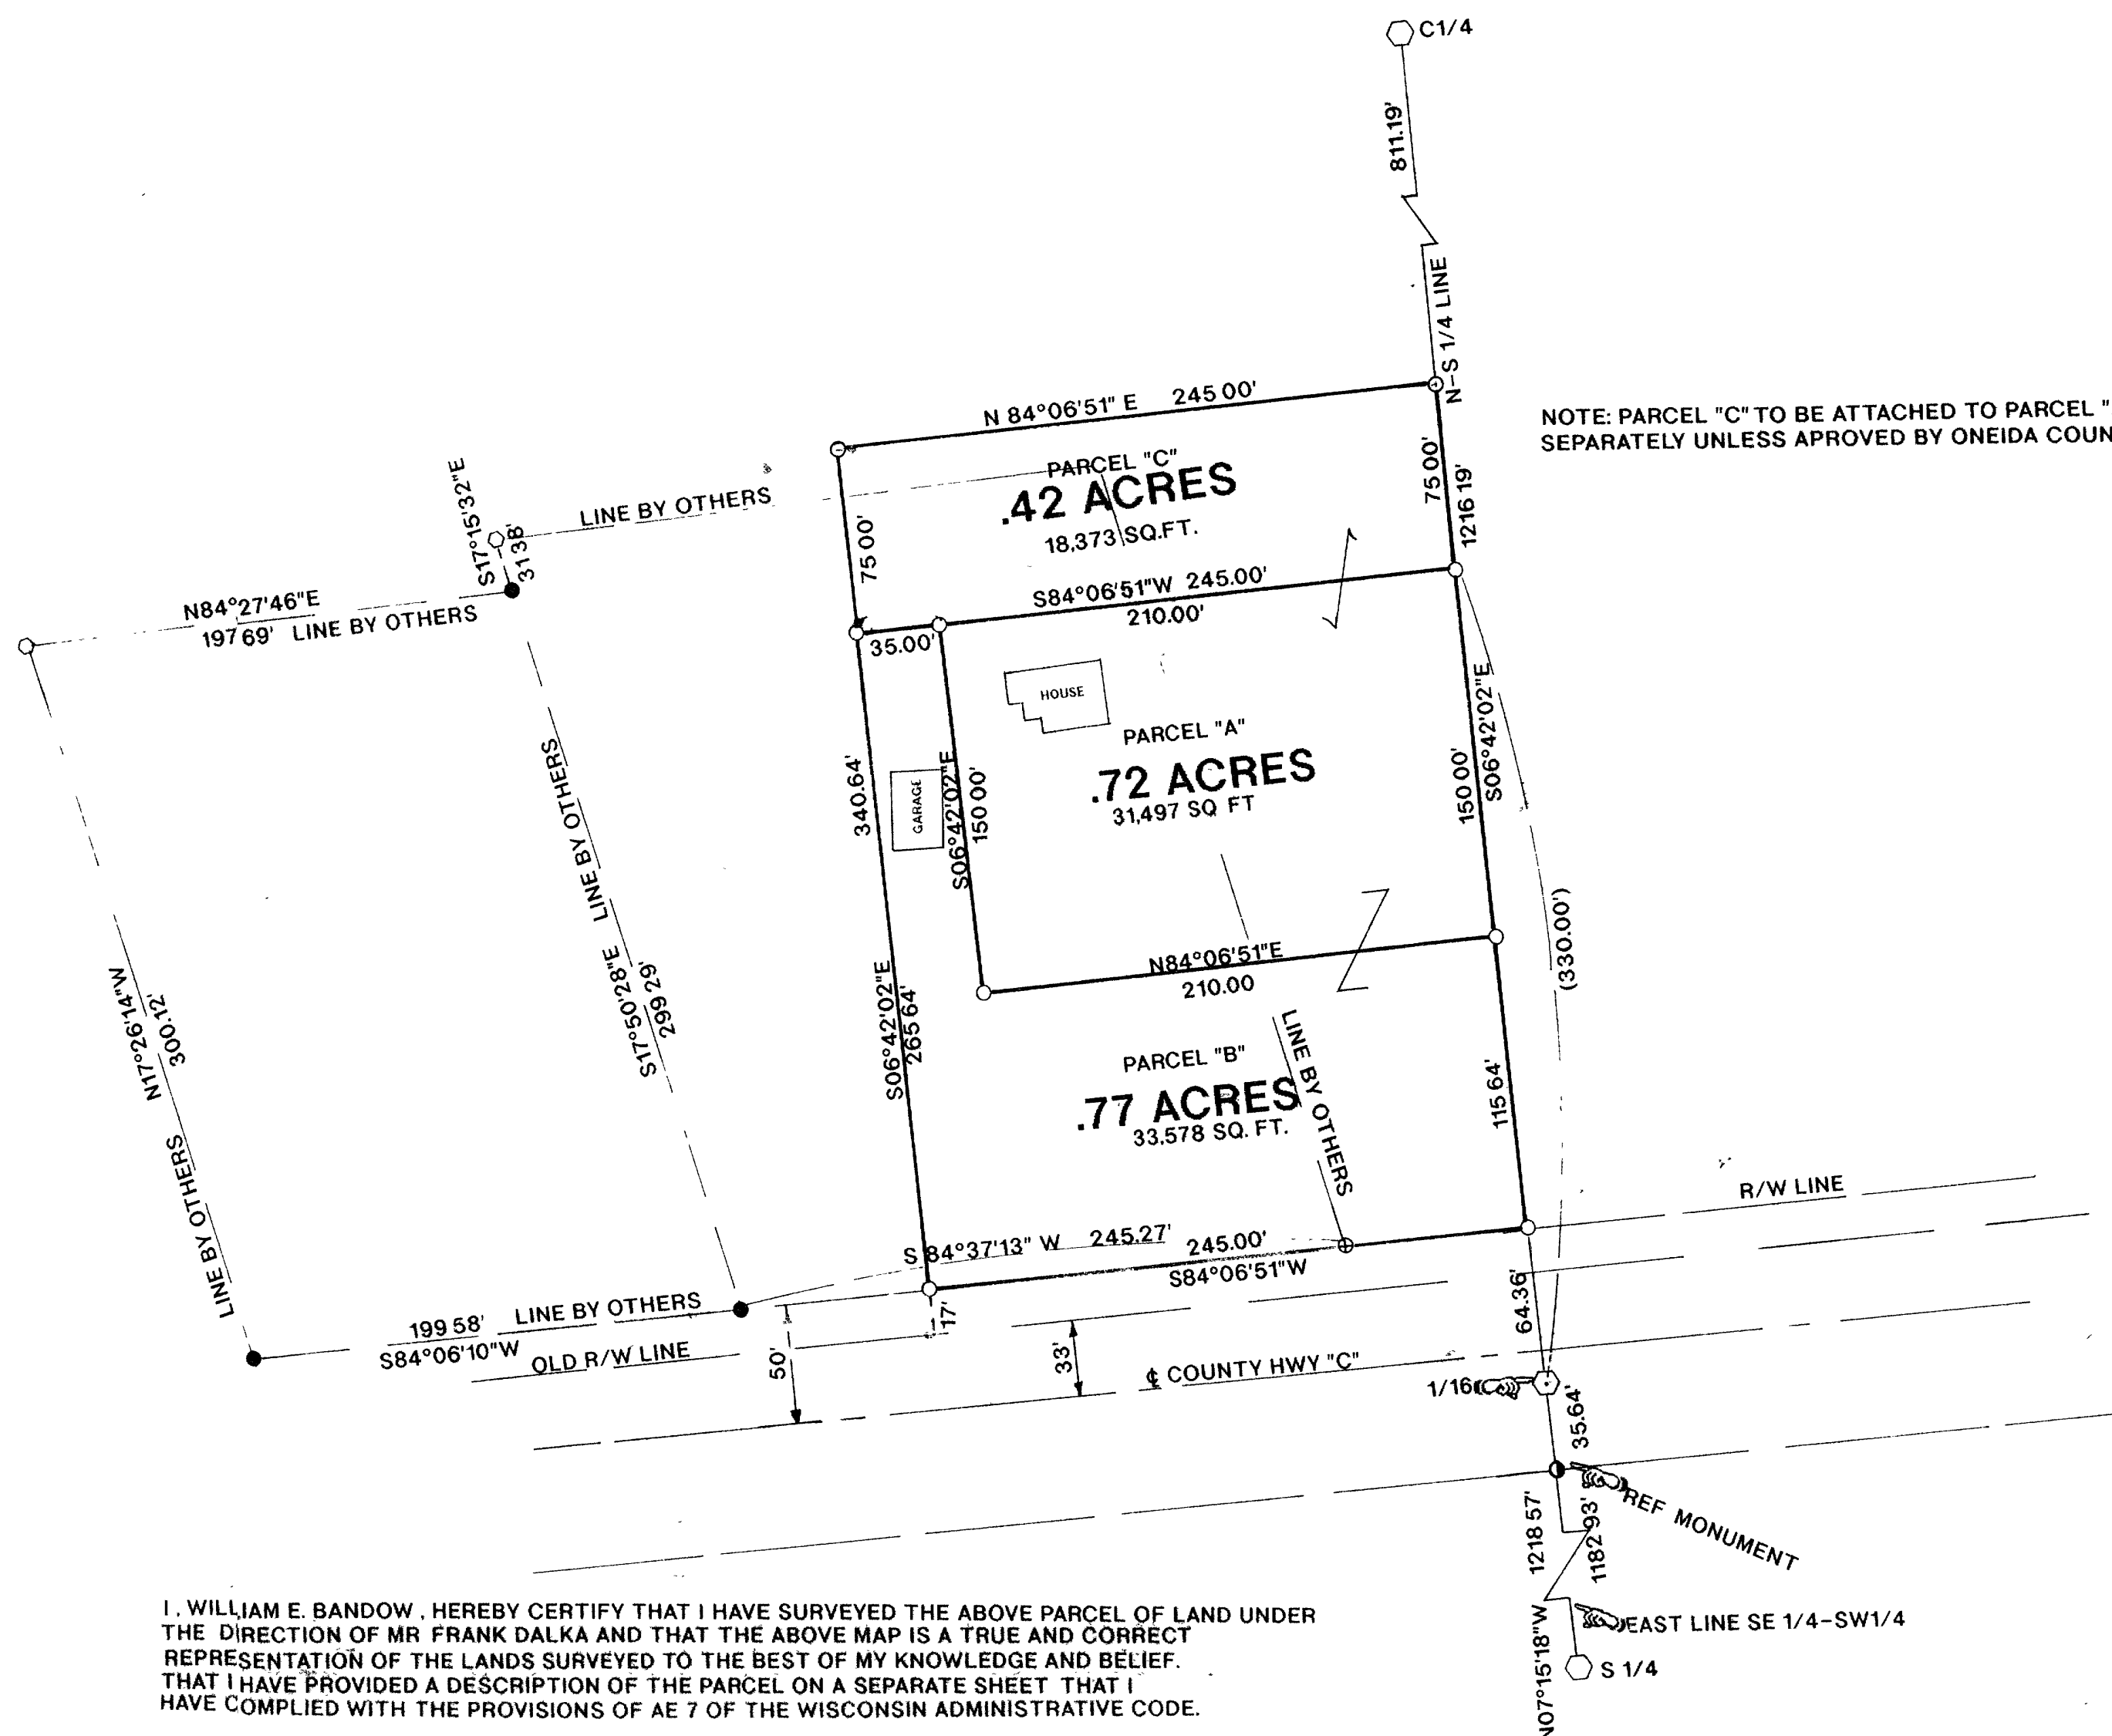 C1/4
811.19'
N-S 1/4 LINE
N 84°06'51" E 245 00'
NOTE: PARCEL "C" TO BE ATTACHED TO PARCEL "
SEPARATELY UNLESS APROVED BY ONEIDA COUN
PARCEL "C"
.42 ACRES
18,373 SQ.FT.
75 00'
1216 19'
75 00'
S17°15'32"E
31 38'
LINE BY OTHERS
N84°27'46"E
197 69' LINE BY OTHERS
S84°06'51"W 245.00'
210.00'
35.00'
HOUSE
PARCEL "A"
.72 ACRES
31,497 SQ FT
GARAGE
340.64'
S06°42'02"E
150 00'
150 00'
S06°42'02"E
(330.00')
N84°06'51"E
210.00
S06°42'02"E
265 64'
S17°50'28"E LINE BY OTHERS
299 29'
LINE BY OTHERS N17°26'14"W
300.12'
PARCEL "B"
.77 ACRES
33,578 SQ. FT.
LINE BY OTHERS
115 64'
R/W LINE
S 84°37'13" W 245.27'
245.00'
S84°06'51"W
199 58' LINE BY OTHERS
S84°06'10"W
OLD R/W LINE
17'
50'
33'
℄ COUNTY HWY "C"
64.36'
1/16
35.64'
REF MONUMENT
1218 57'
1182 93'
N07°15'18"W
EAST LINE SE 1/4-SW1/4
S 1/4
I, WILLIAM E. BANDOW, HEREBY CERTIFY THAT I HAVE SURVEYED THE ABOVE PARCEL OF LAND UNDER
THE DIRECTION OF MR FRANK DALKA AND THAT THE ABOVE MAP IS A TRUE AND CORRECT
REPRESENTATION OF THE LANDS SURVEYED TO THE BEST OF MY KNOWLEDGE AND BELIEF.
THAT I HAVE PROVIDED A DESCRIPTION OF THE PARCEL ON A SEPARATE SHEET THAT I
HAVE COMPLIED WITH THE PROVISIONS OF AE 7 OF THE WISCONSIN ADMINISTRATIVE CODE.